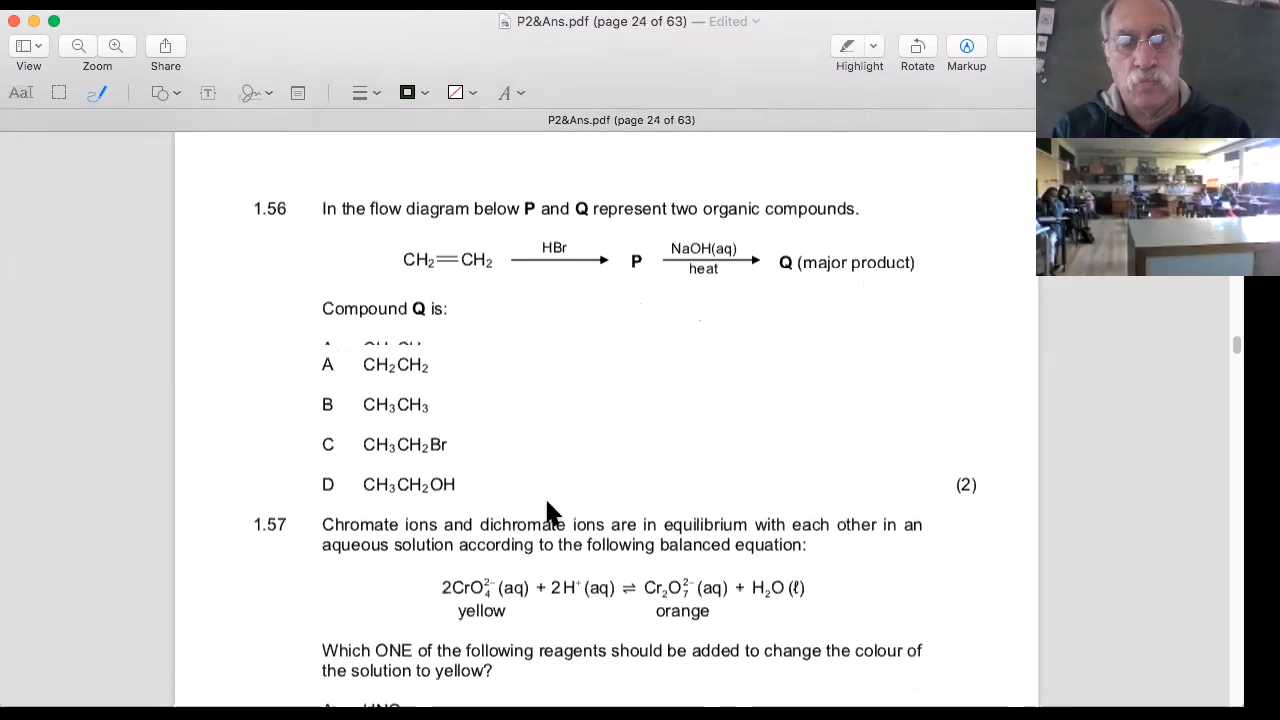 P2&Ans.pdf (page 24 of 63) — Edited
View
Zoom
Share
Highlight
Rotate
Markup
AaI
A
P2&Ans.pdf (page 24 of 63)
1.56 In the flow diagram below P and Q represent two organic compounds.
CH₂=CH₂ HBr → P NaOH(aq) heat → Q (major product)
Compound Q is:
A CH₂CH₂
B CH₃CH₃
C CH₃CH₂Br
D CH₃CH₂OH (2)
1.57 Chromate ions and dichromate ions are in equilibrium with each other in an
aqueous solution according to the following balanced equation:
2CrO₄²⁻(aq) + 2H⁺(aq) ⇌ Cr₂O₇²⁻(aq) + H₂O(ℓ)
yellow orange
Which ONE of the following reagents should be added to change the colour of
the solution to yellow?